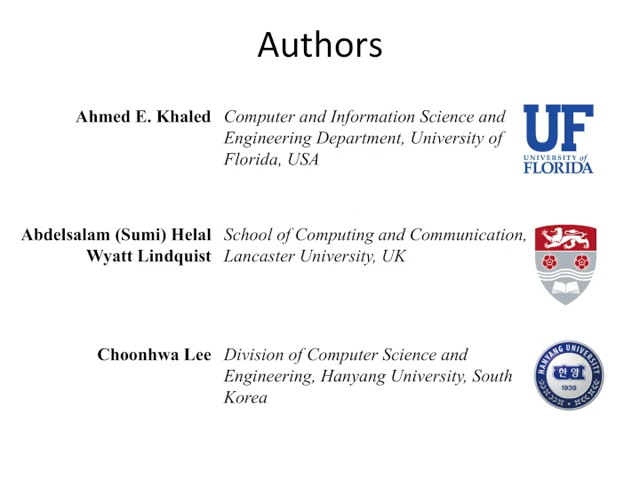 Authors
Ahmed E. Khaled Computer and Information Science and
Engineering Department, University of
Florida, USA
UF
UNIVERSITY of
FLORIDA
Abdelsalam (Sumi) Helal School of Computing and Communication,
Wyatt Lindquist Lancaster University, UK
Choonhwa Lee Division of Computer Science and
Engineering, Hanyang University, South
Korea
HANYANG UNIVERSITY
한양
1939